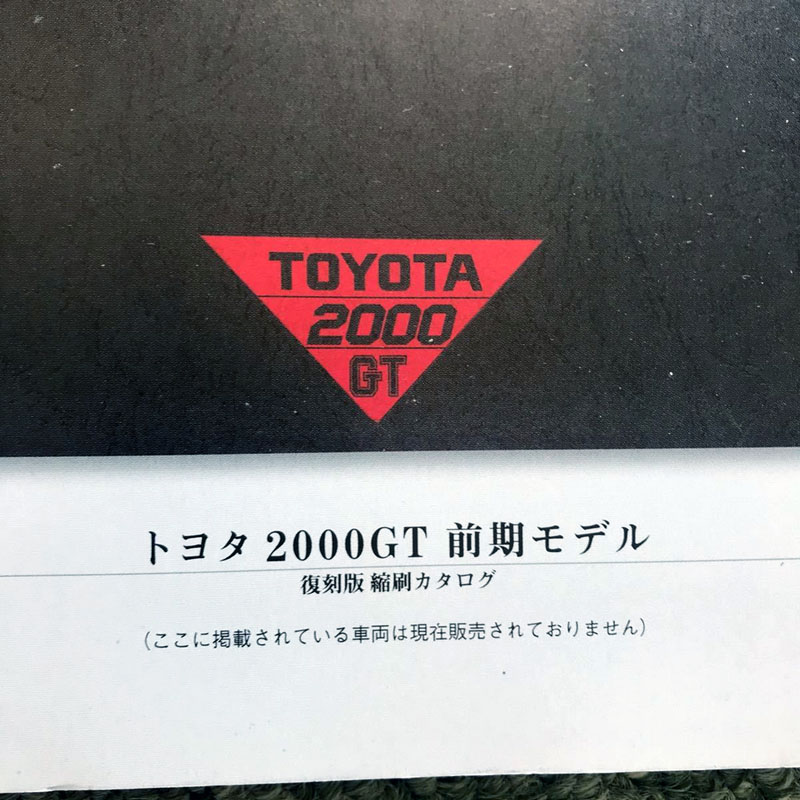 TOYOTA
2000
GT
トヨタ 2000GT 前期モデル
復刻版 縮刷カタログ
（ここに掲載されている車両は現在販売されておりません）